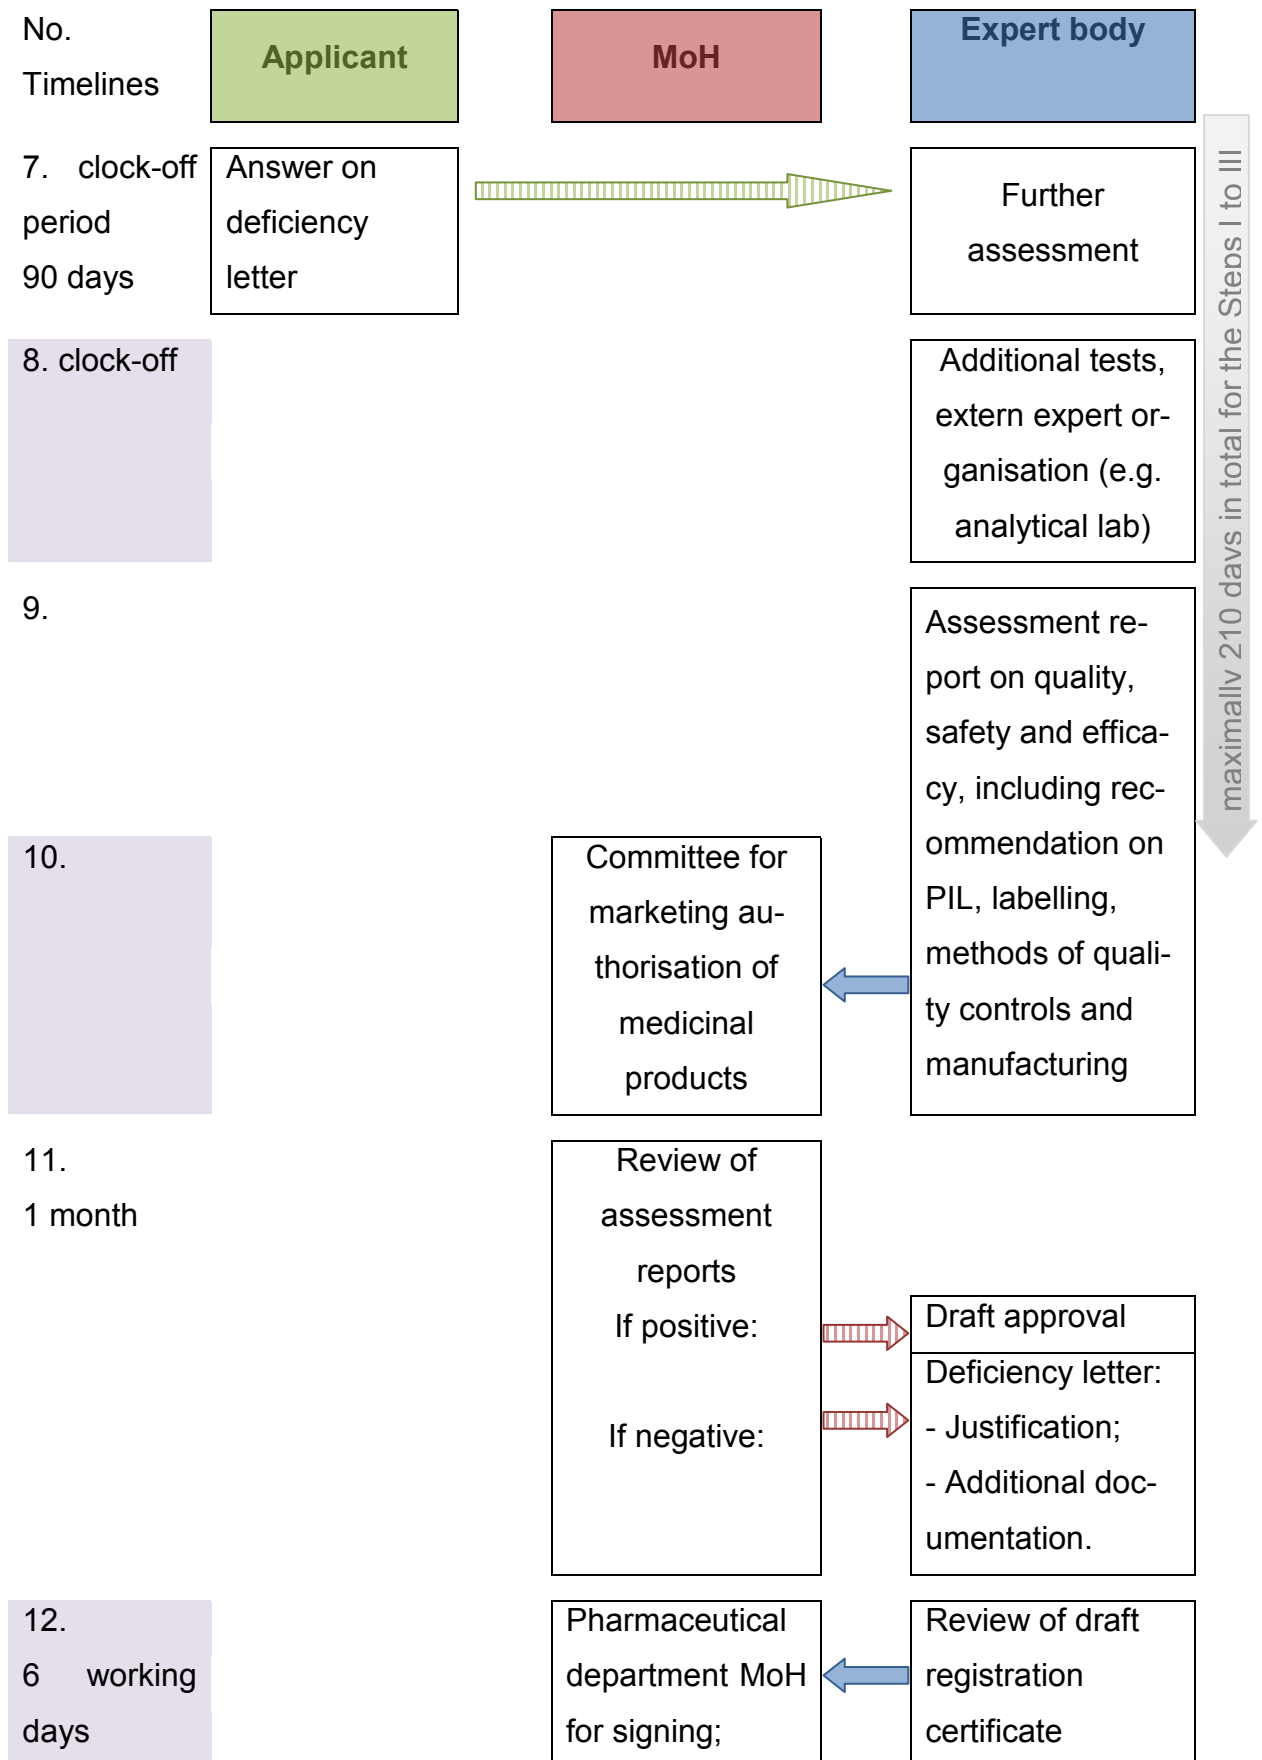 No.
Timelines
Applicant
MoH
Expert body
7. clock-off
period
90 days
Answer on
deficiency
letter
Further
assessment
maximally 210 days in total for the Steps I to III
8. clock-off
Additional tests,
extern expert or-
ganisation (e.g.
analytical lab)
9.
Assessment re-
port on quality,
safety and effica-
cy, including rec-
ommendation on
PIL, labelling,
methods of quali-
ty controls and
manufacturing
10.
Committee for
marketing au-
thorisation of
medicinal
products
11.
1 month
Review of
assessment
reports
If positive:
If negative:
Draft approval
Deficiency letter:
- Justification;
- Additional doc-
umentation.
12.
6 working
days
Pharmaceutical
department MoH
for signing;
Review of draft
registration
certificate